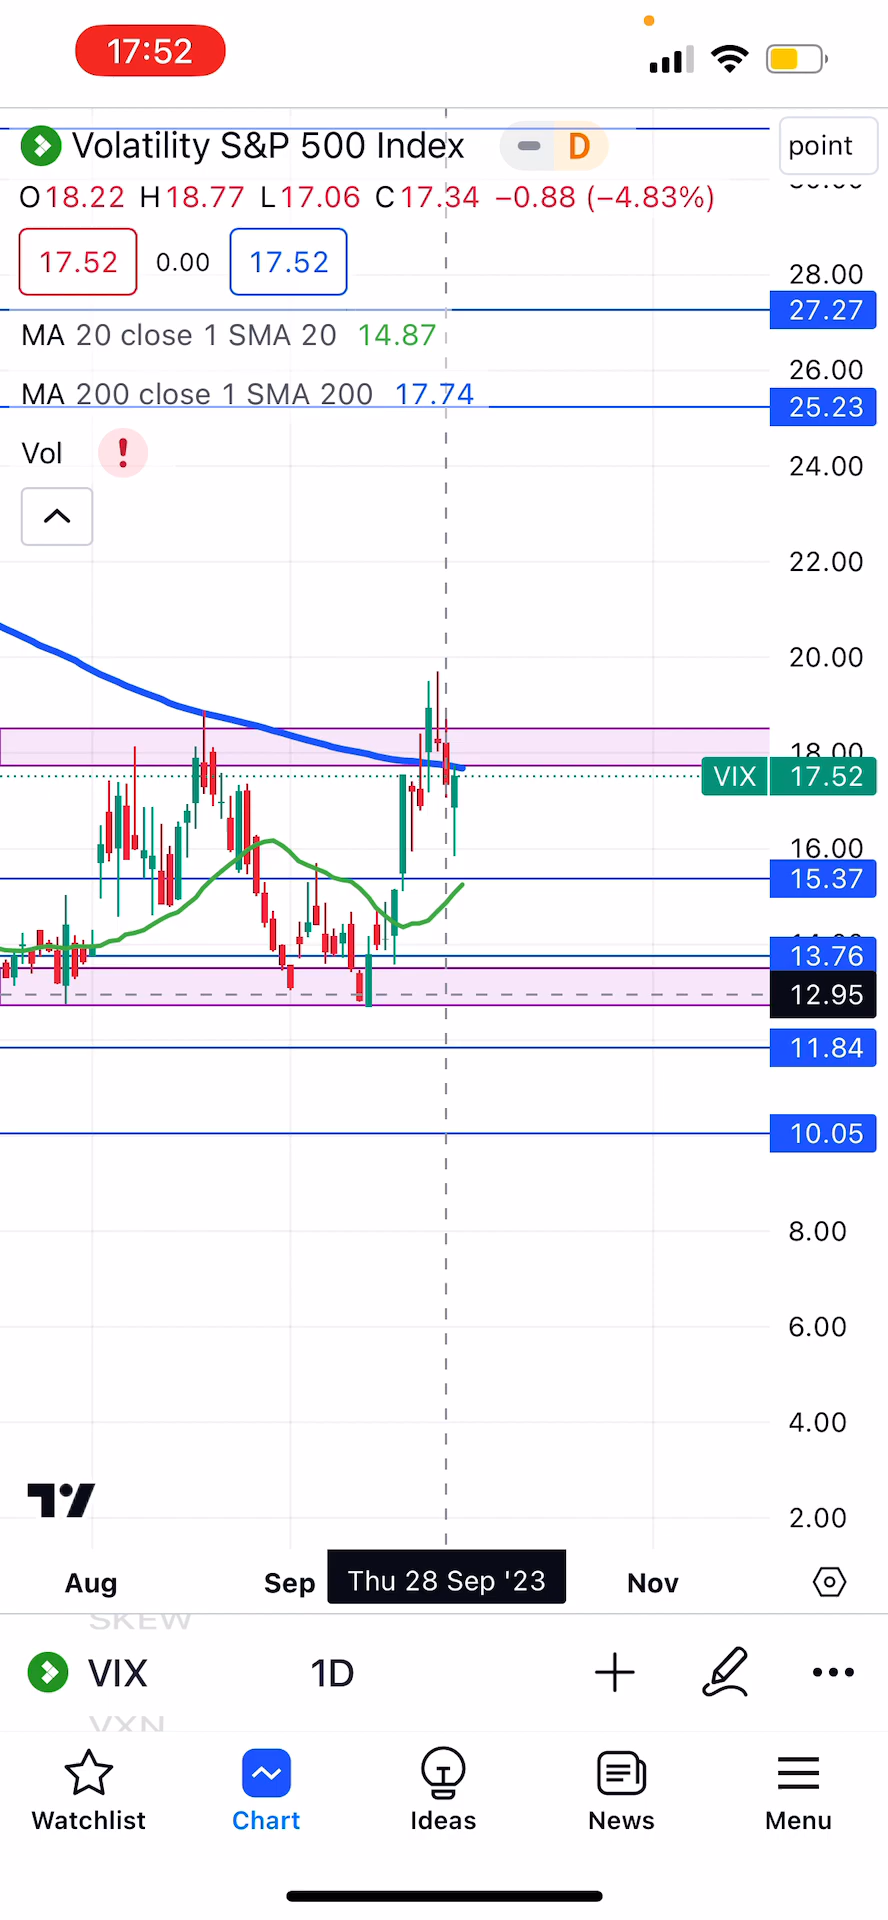 17:52
Volatility S&P 500 Index D
point
O18.22 H18.77 L17.06 C17.34 −0.88 (−4.83%)
17.52 0.00 17.52
28.00
27.27
MA 20 close 1 SMA 20 14.87
26.00
MA 200 close 1 SMA 200 17.74
25.23
Vol !
24.00
22.00
20.00
18.00
VIX 17.52
16.00
15.37
13.76
12.95
11.84
10.05
8.00
6.00
4.00
2.00
Aug Sep Thu 28 Sep '23 Nov
SKEW
VIX 1D
VXN
Watchlist Chart Ideas News Menu